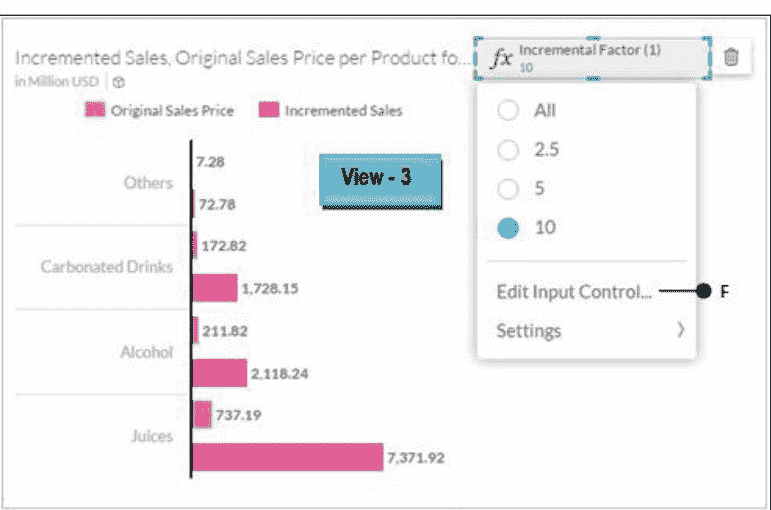 Incremented Sales, Original Sales Price per Product fo...
in Million USD
fx Incremental Factor (1)
10
Original Sales Price Incremented Sales
All
2.5
5
10
Edit Input Control... F
Settings
View - 3
Others
7.28
72.78
Carbonated Drinks
172.82
1,728.15
Alcohol
211.82
2,118.24
Juices
737.19
7,371.92